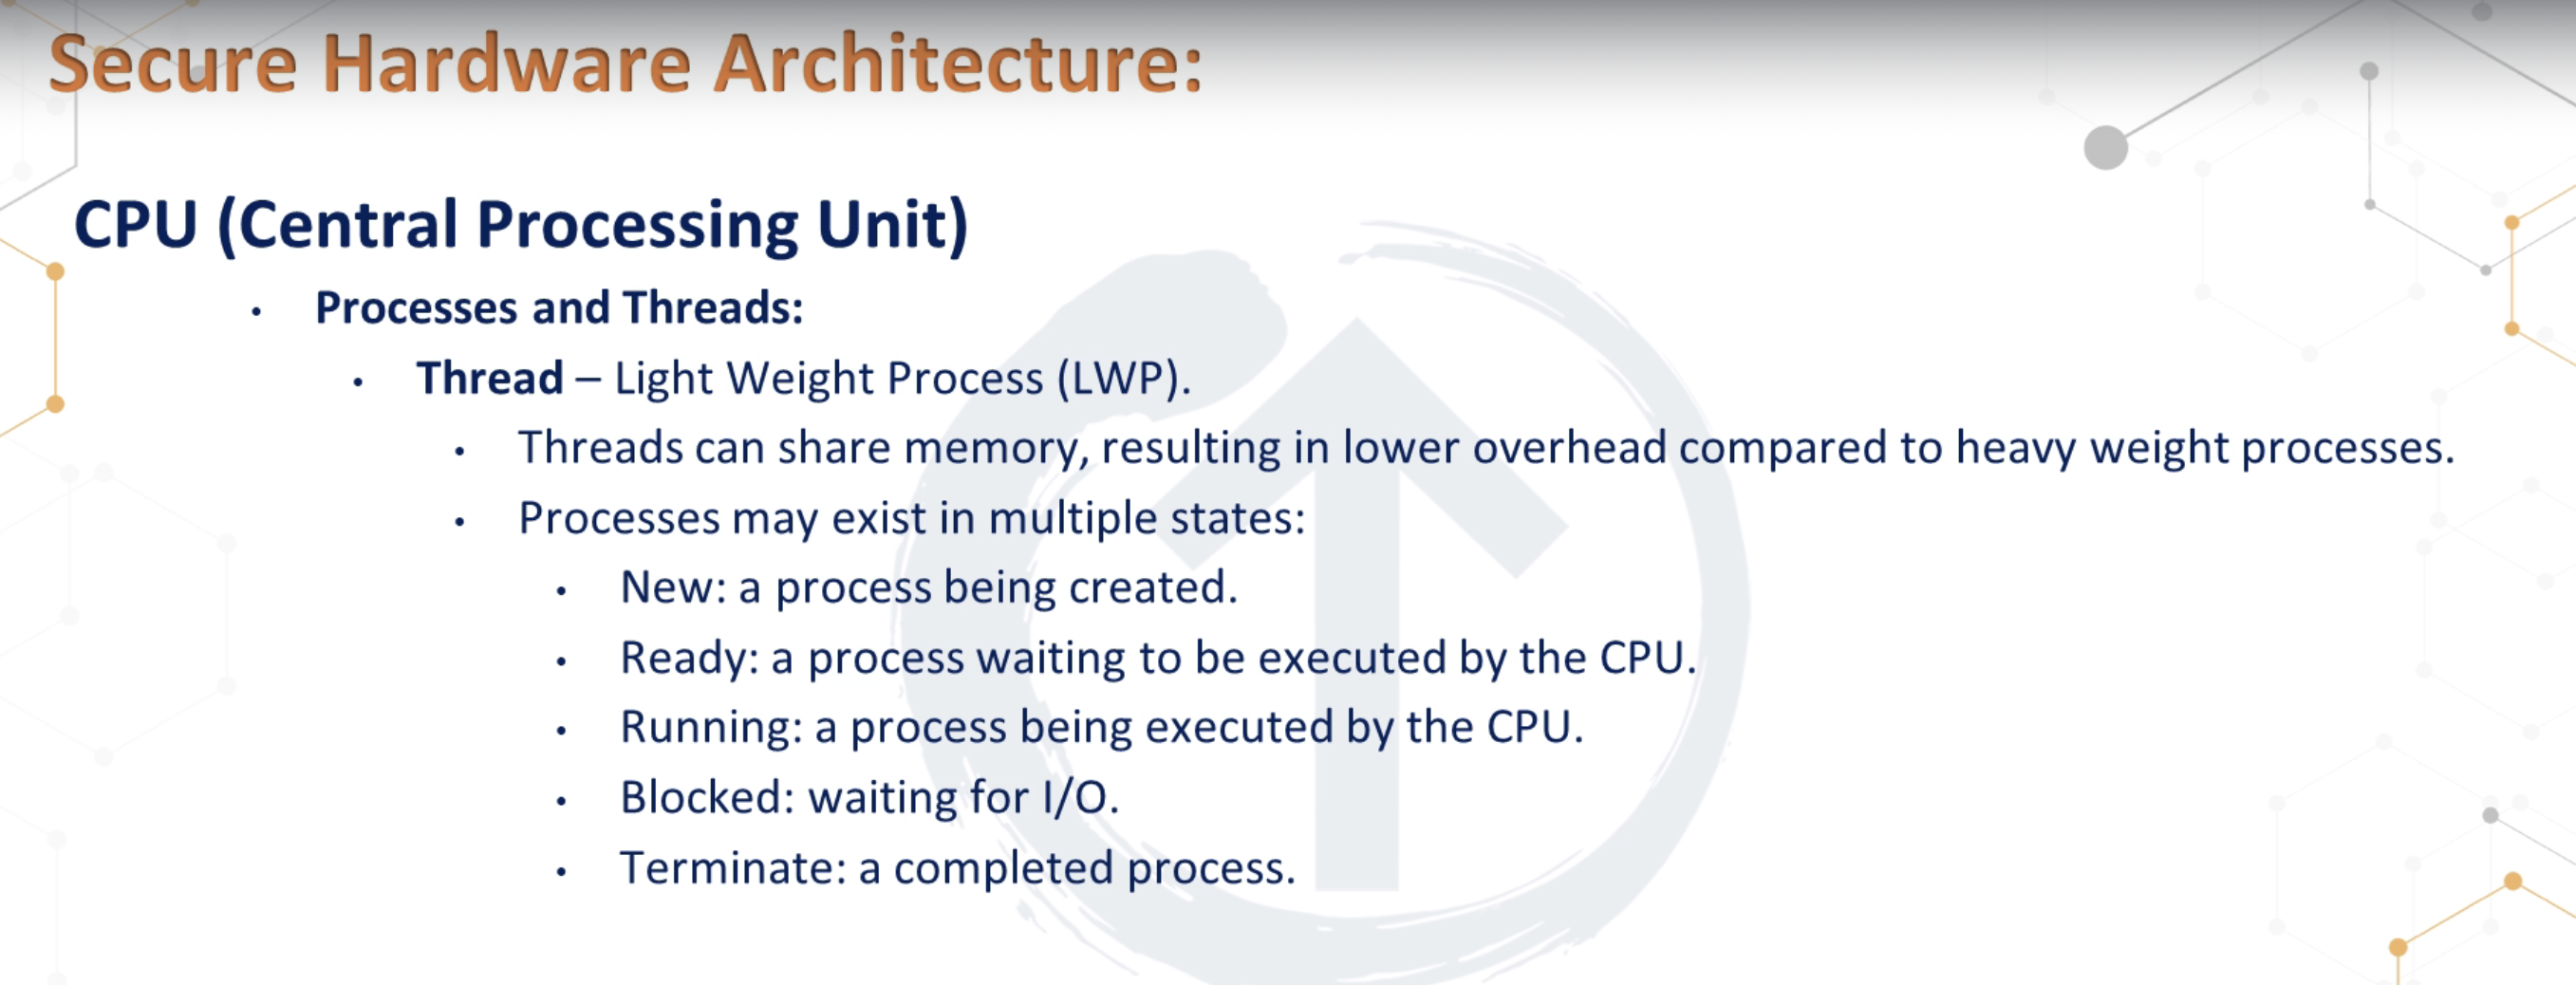 Secure Hardware Architecture:
CPU (Central Processing Unit)
• Processes and Threads:
• Thread – Light Weight Process (LWP).
• Threads can share memory, resulting in lower overhead compared to heavy weight processes.
• Processes may exist in multiple states:
• New: a process being created.
• Ready: a process waiting to be executed by the CPU.
• Running: a process being executed by the CPU.
• Blocked: waiting for I/O.
• Terminate: a completed process.